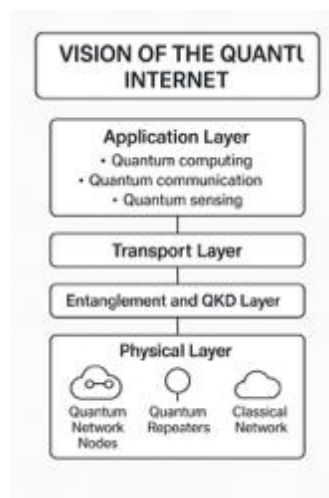 VISION OF THE QUANTU
INTERNET
Application Layer
• Quantum computing
• Quantum communication
• Quantum sensing
Transport Layer
Entanglement and QKD Layer
Physical Layer
Quantum Network Nodes
Quantum Repeaters
Classical Network